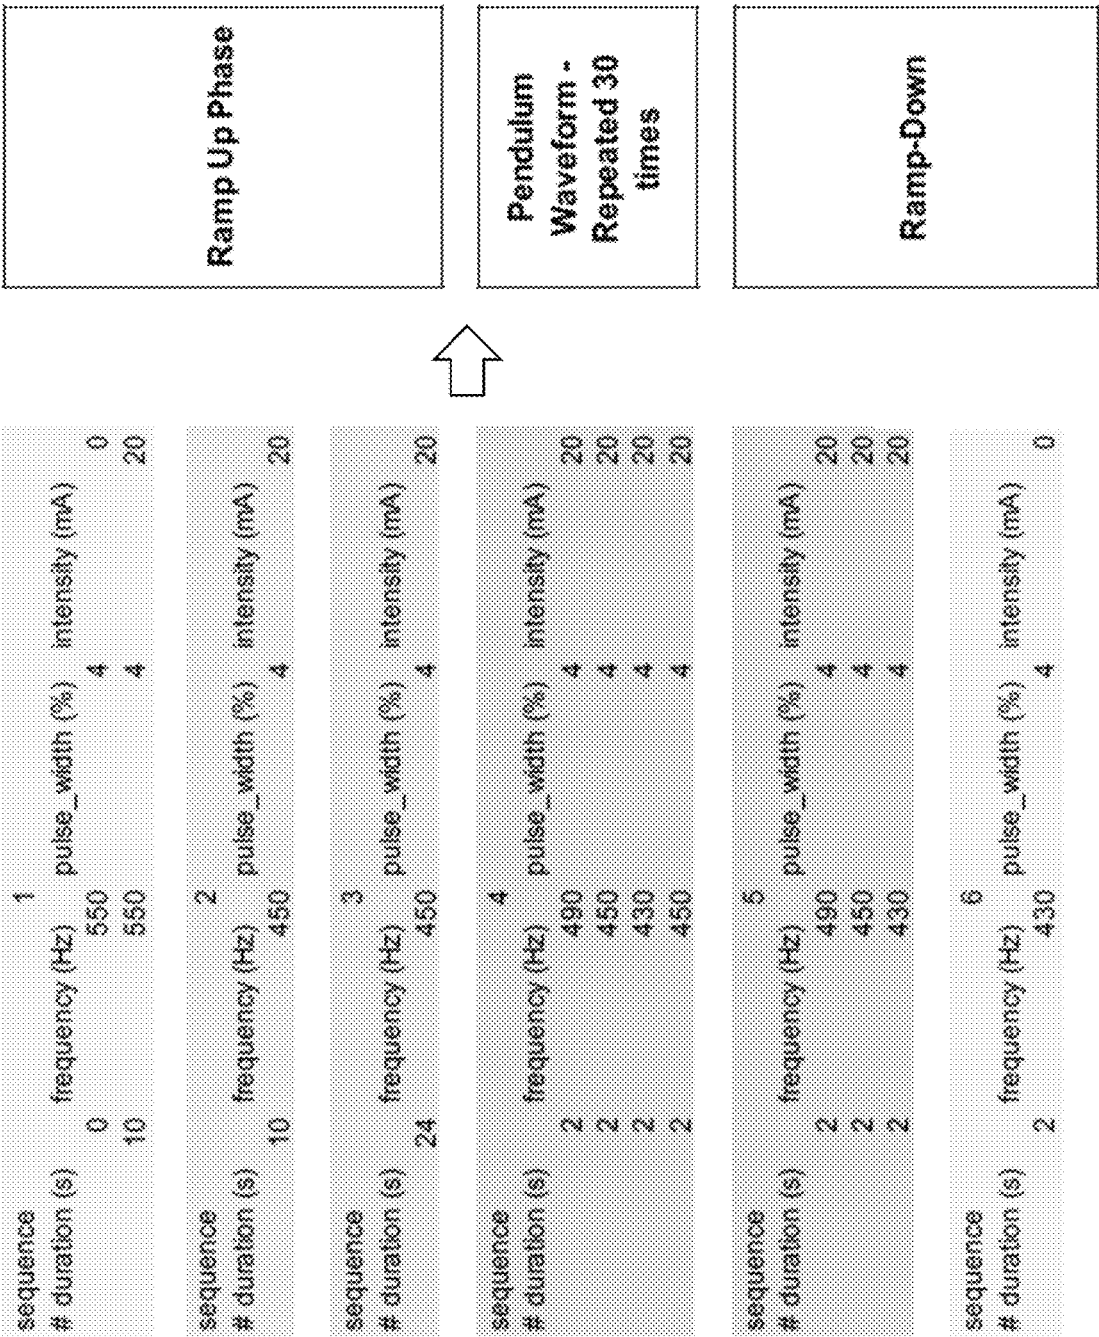 sequence 1
# duration (s) frequency (Hz) pulse_width (%) intensity (mA)
0 550 4 0
10 550 4 20
sequence 2
# duration (s) frequency (Hz) pulse_width (%) intensity (mA)
10 450 4 20
sequence 3
# duration (s) frequency (Hz) pulse_width (%) intensity (mA)
24 450 4 20
sequence 4
# duration (s) frequency (Hz) pulse_width (%) intensity (mA)
2 490 4 20
2 450 4 20
2 430 4 20
2 450 4 20
sequence 5
# duration (s) frequency (Hz) pulse_width (%) intensity (mA)
2 490 4 20
2 450 4 20
2 430 4 20
sequence 6
# duration (s) frequency (Hz) pulse_width (%) intensity (mA)
2 430 4 0
Ramp Up Phase
Pendulum
Waveform -
Repeated 30
times
Ramp-Down